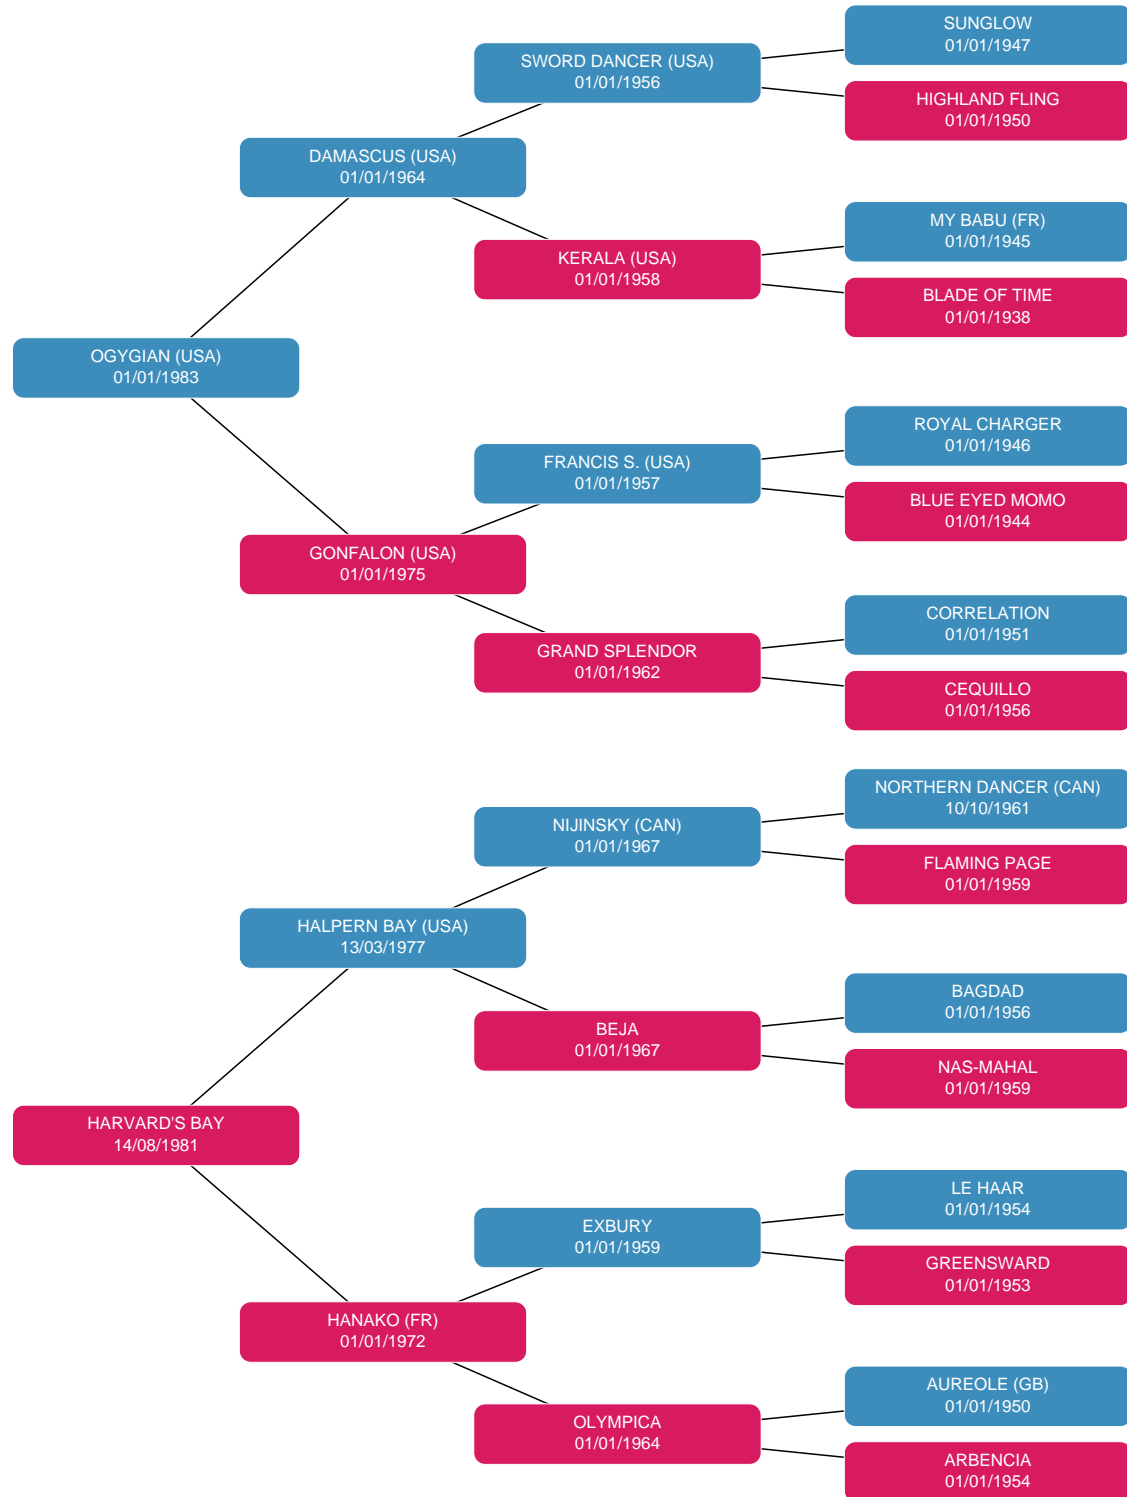 SUNGLOW
01/01/1947
SWORD DANCER (USA)
01/01/1956
HIGHLAND FLING
01/01/1950
DAMASCUS (USA)
01/01/1964
MY BABU (FR)
01/01/1945
KERALA (USA)
01/01/1958
BLADE OF TIME
01/01/1938
OGYGIAN (USA)
01/01/1983
ROYAL CHARGER
01/01/1946
FRANCIS S. (USA)
01/01/1957
BLUE EYED MOMO
01/01/1944
GONFALON (USA)
01/01/1975
CORRELATION
01/01/1951
GRAND SPLENDOR
01/01/1962
CEQUILLO
01/01/1956
NORTHERN DANCER (CAN)
10/10/1961
NIJINSKY (CAN)
01/01/1967
FLAMING PAGE
01/01/1959
HALPERN BAY (USA)
13/03/1977
BAGDAD
01/01/1956
BEJA
01/01/1967
NAS-MAHAL
01/01/1959
HARVARD'S BAY
14/08/1981
LE HAAR
01/01/1954
EXBURY
01/01/1959
GREENSWARD
01/01/1953
HANAKO (FR)
01/01/1972
AUREOLE (GB)
01/01/1950
OLYMPICA
01/01/1964
ARBENCIA
01/01/1954